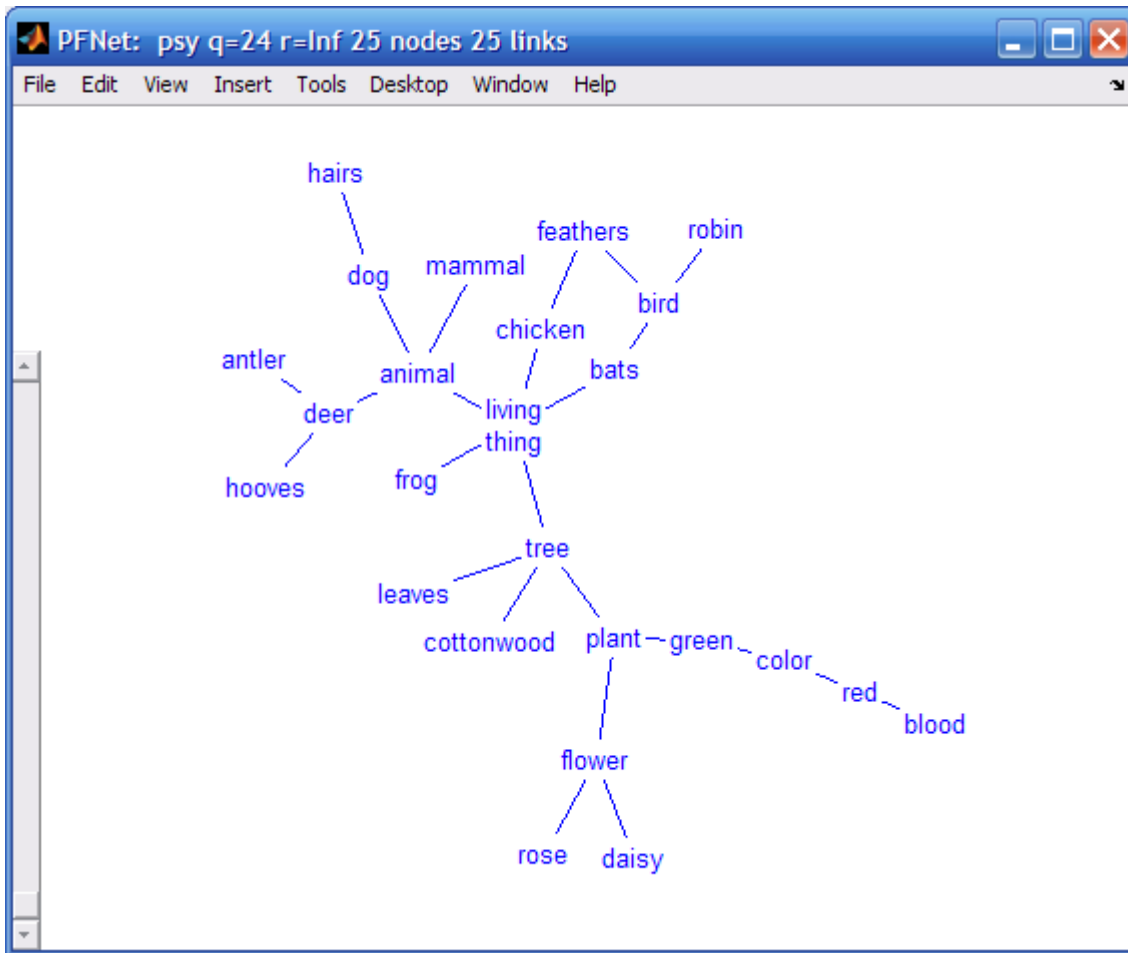 PFNet: psy q=24 r=Inf 25 nodes 25 links
File Edit View Insert Tools Desktop Window Help
hairs
feathers
robin
dog
mammal
bird
chicken
antler
animal
bats
deer
living
thing
hooves
frog
tree
leaves
cottonwood
plant
green
color
red
blood
flower
rose
daisy